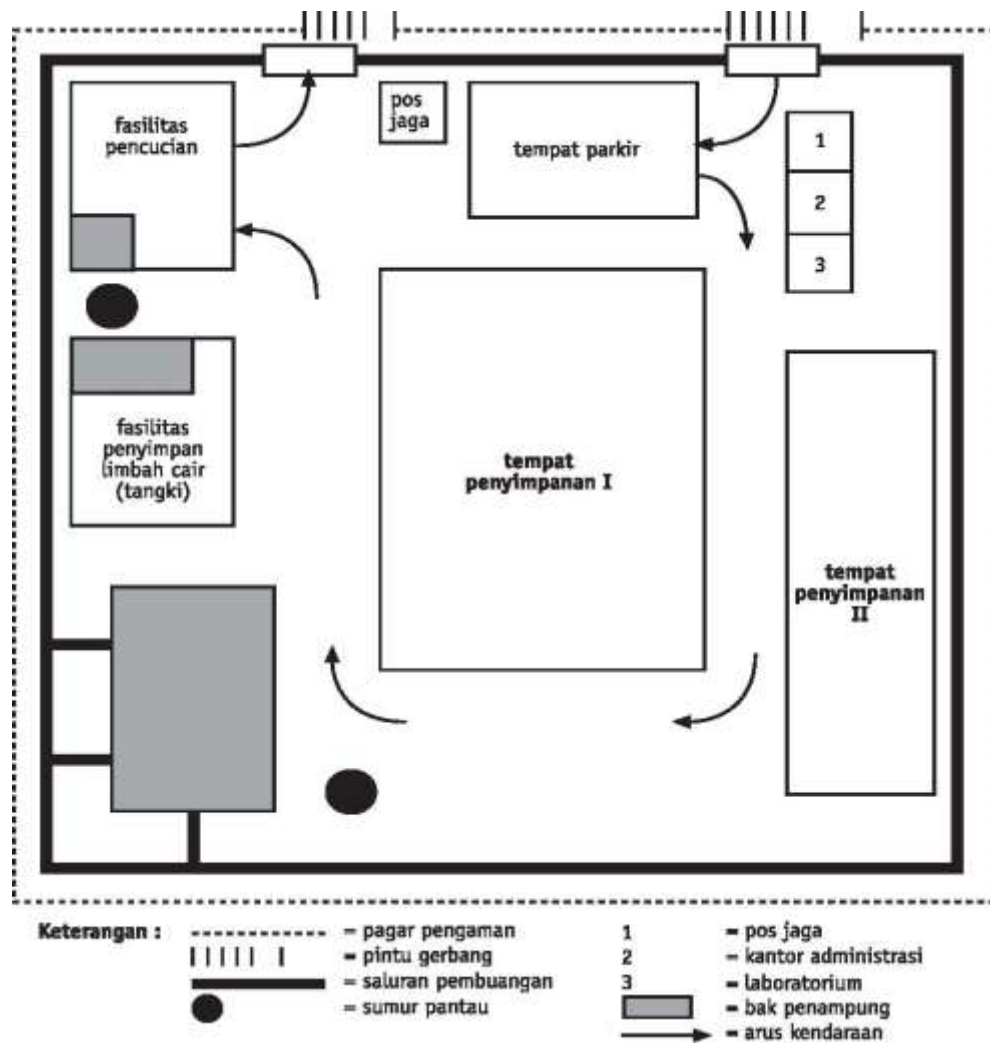 fasilitas
pencucian
pos
jaga
tempat parkir
1
2
3
fasilitas
penyimpan
limbah cair
(tangki)
tempat
penyimpanan I
tempat
penyimpanan
II
Keterangan :
= pagar pengaman
= pintu gerbang
= saluran pembuangan
= sumur pantau
1 = pos jaga
2 = kantor administrasi
3 = laboratorium
= bak penampung
= arus kendaraan